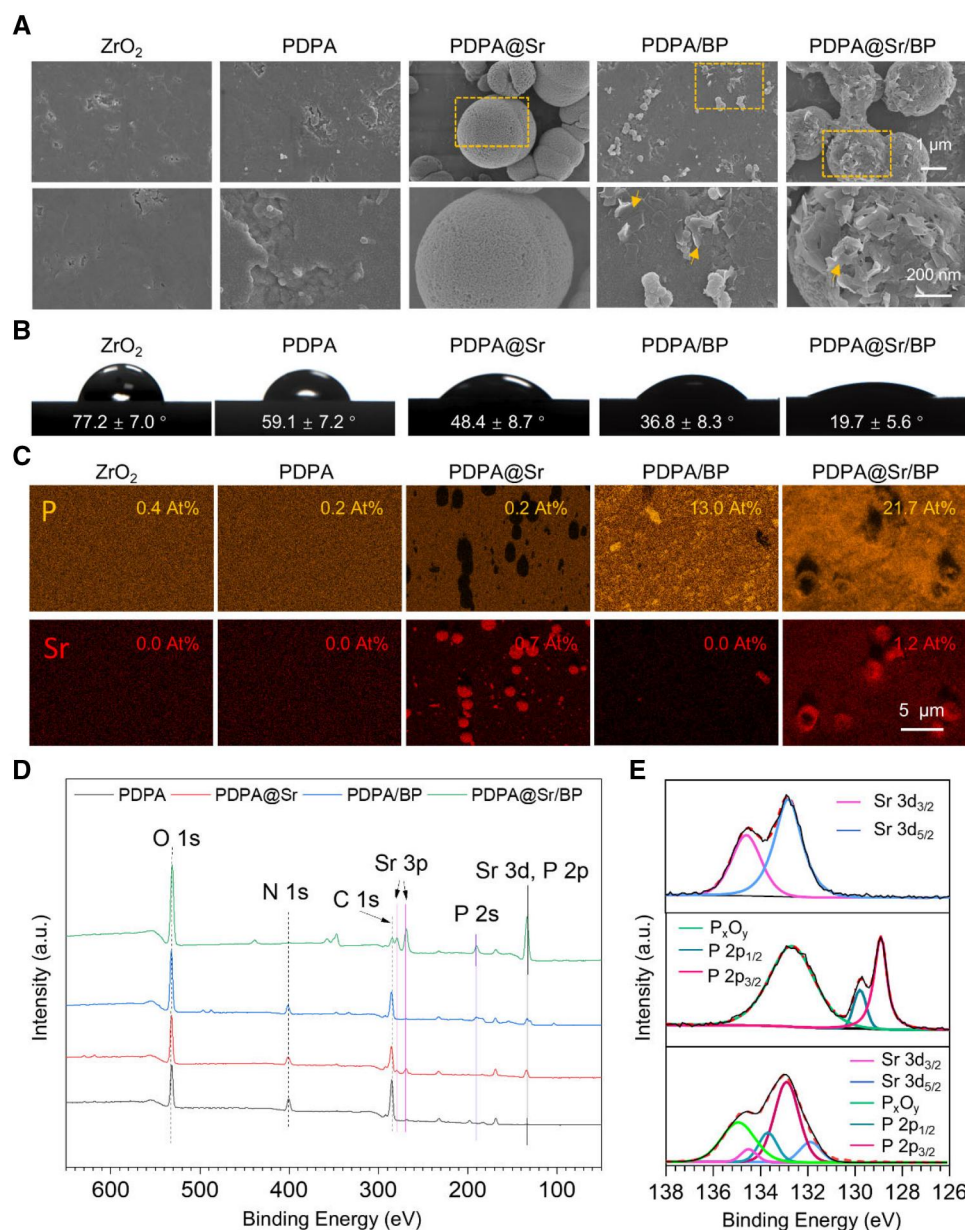 A
ZrO₂ PDPA PDPA@Sr PDPA/BP PDPA@Sr/BP
1 μm
200 nm
B
ZrO₂ PDPA PDPA@Sr PDPA/BP PDPA@Sr/BP
77.2 ± 7.0 ° 59.1 ± 7.2 ° 48.4 ± 8.7 ° 36.8 ± 8.3 ° 19.7 ± 5.6 °
C
ZrO₂ PDPA PDPA@Sr PDPA/BP PDPA@Sr/BP
P 0.4 At% 0.2 At% 0.2 At% 13.0 At% 21.7 At%
Sr 0.0 At% 0.0 At% 0.7 At% 0.0 At% 1.2 At%
5 μm
D
PDPA PDPA@Sr PDPA/BP PDPA@Sr/BP
O 1s
N 1s
C 1s
Sr 3p
P 2s
Sr 3d, P 2p
Intensity (a.u.)
600 500 400 300 200 100
Binding Energy (eV)
E
Sr 3d3/2
Sr 3d5/2
PxOy
P 2p1/2
P 2p3/2
Sr 3d3/2
Sr 3d5/2
PxOy
P 2p1/2
P 2p3/2
Intensity (a.u.)
138 135 132 129 126
Binding Energy (eV)